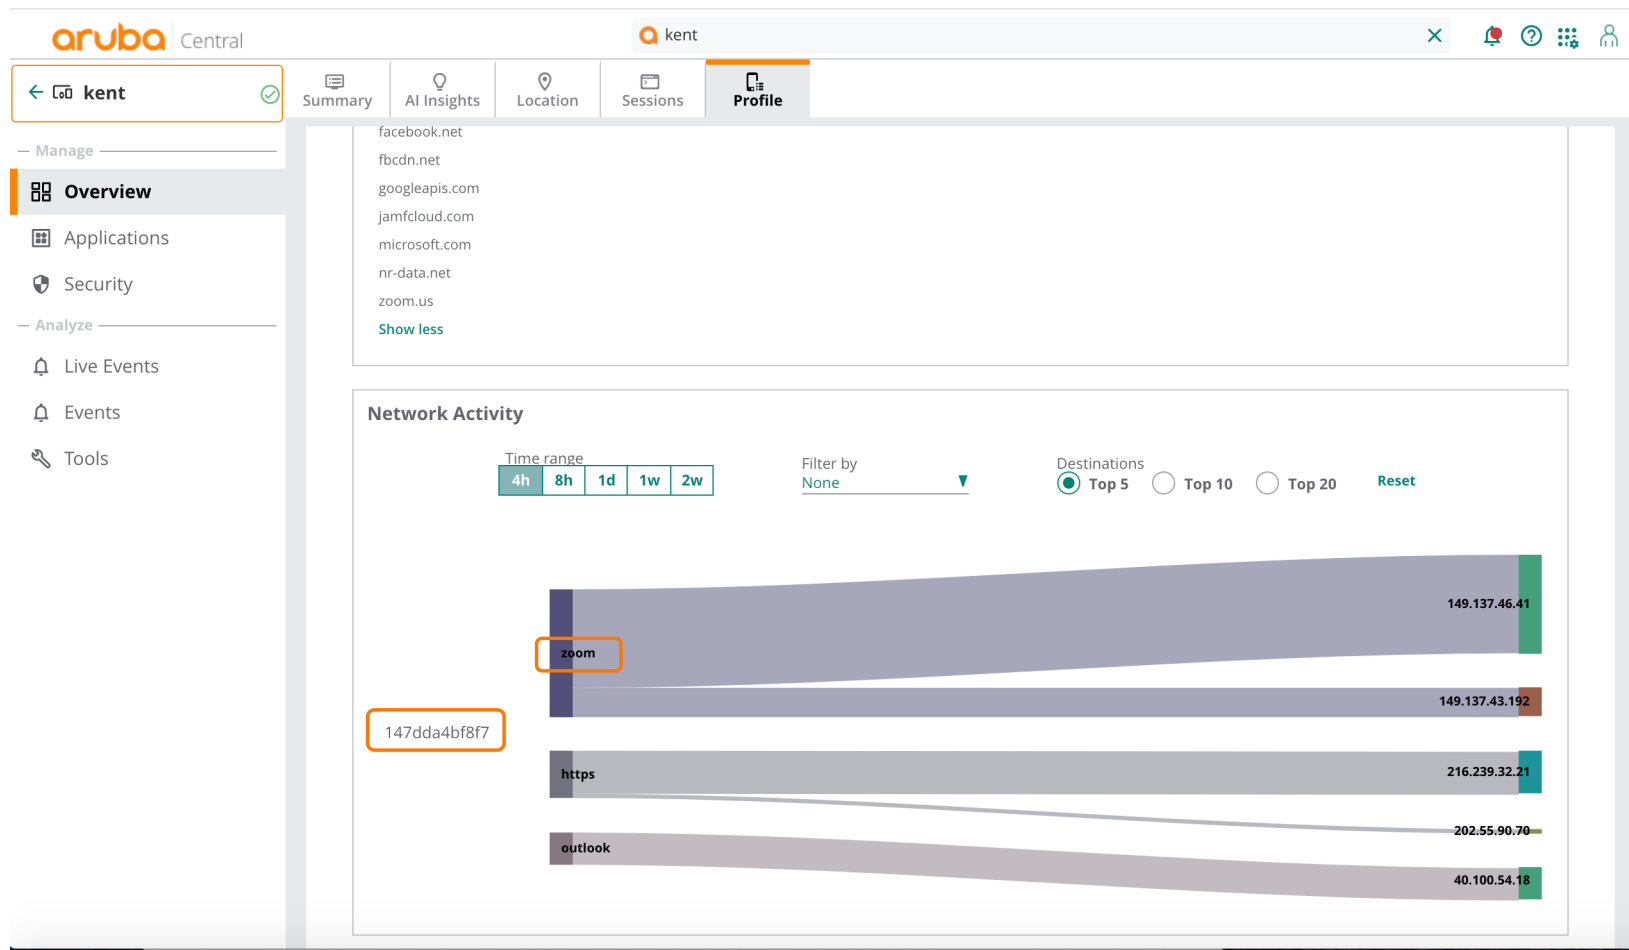 aruba Central
kent
kent
Summary
AI Insights
Location
Sessions
Profile
Manage
Overview
Applications
Security
Analyze
Live Events
Events
Tools
facebook.net
fbcdn.net
googleapis.com
jamfcloud.com
microsoft.com
nr-data.net
zoom.us
Show less
Network Activity
Time range
4h 8h 1d 1w 2w
Filter by
None
Destinations
Top 5 Top 10 Top 20
Reset
149.137.46.41
zoom
149.137.43.192
147dda4bf8f7
https
216.239.32.21
202.55.90.70
outlook
40.100.54.18